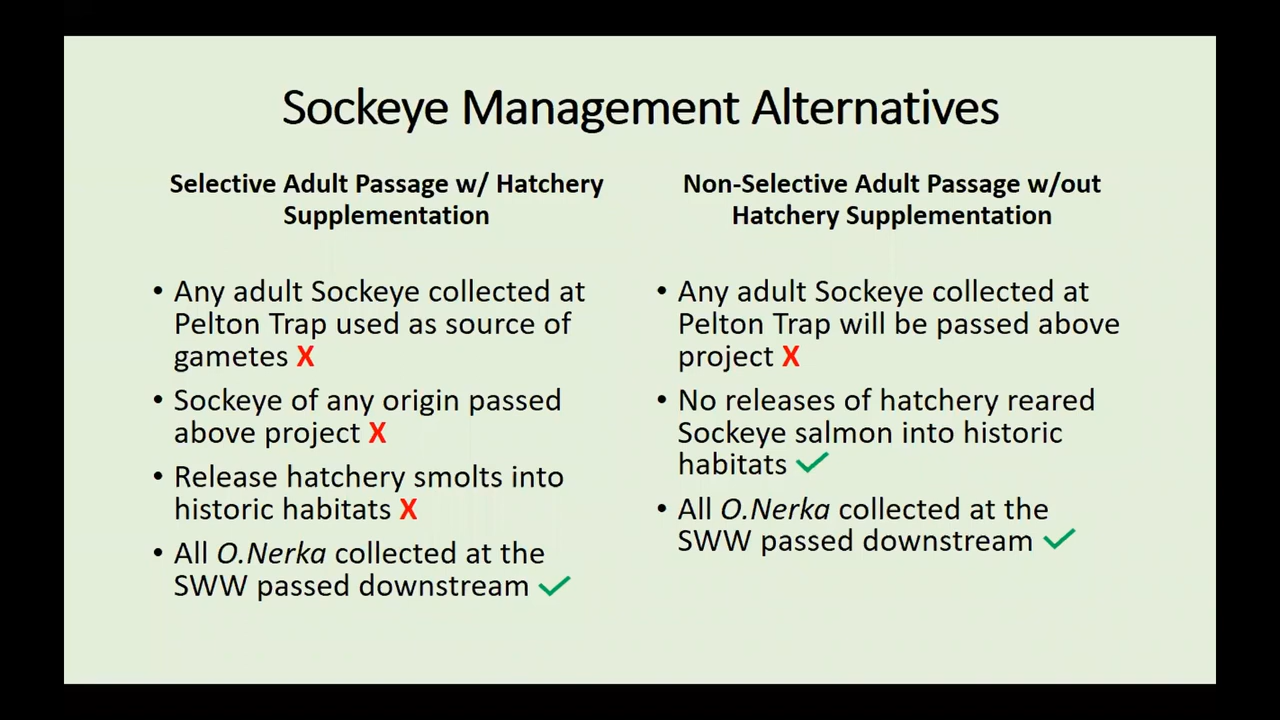 Sockeye Management Alternatives
Selective Adult Passage w/ Hatchery
Supplementation
• Any adult Sockeye collected at
Pelton Trap used as source of
gametes X
• Sockeye of any origin passed
above project X
• Release hatchery smolts into
historic habitats X
• All O.Nerka collected at the
SWW passed downstream ✓
Non-Selective Adult Passage w/out
Hatchery Supplementation
• Any adult Sockeye collected at
Pelton Trap will be passed above
project X
• No releases of hatchery reared
Sockeye salmon into historic
habitats ✓
• All O.Nerka collected at the
SWW passed downstream ✓